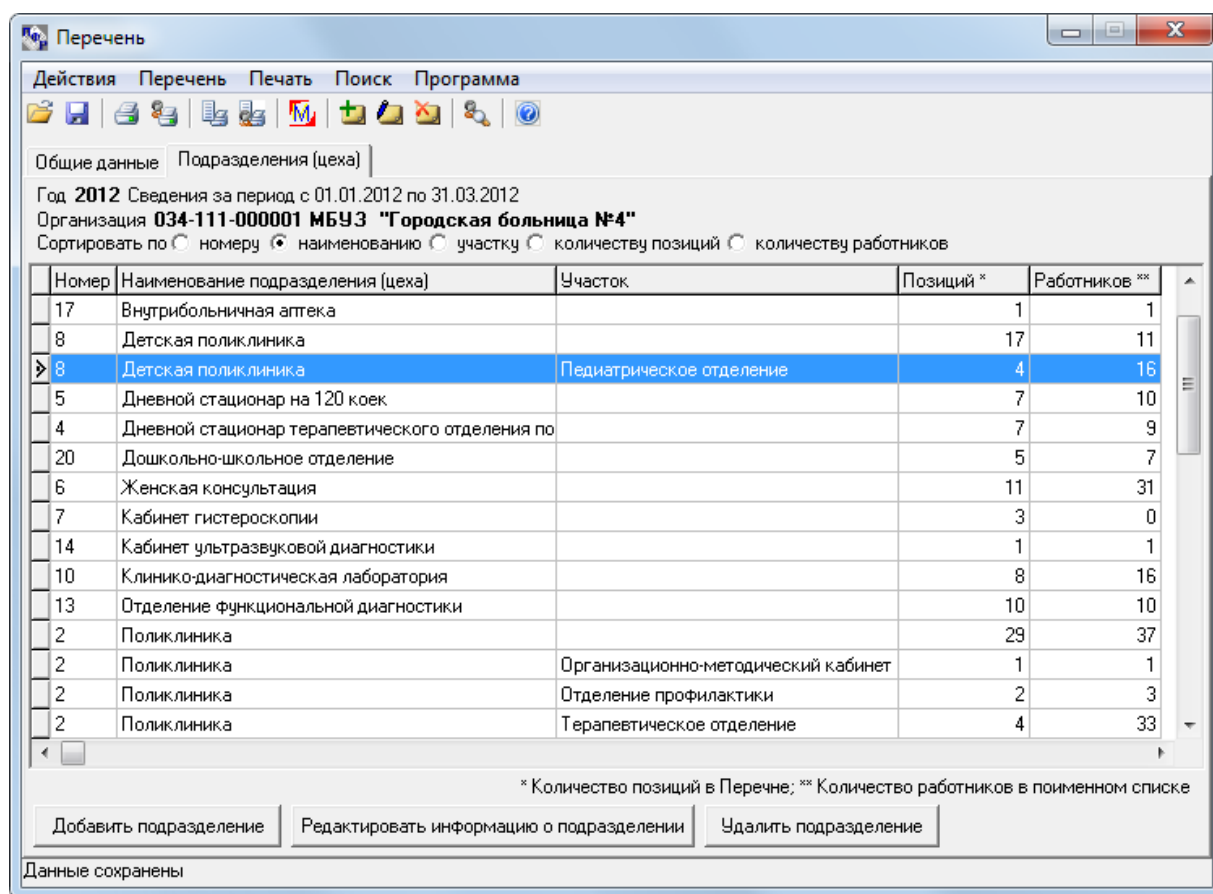 Перечень
Действия Перечень Печать Поиск Программа
Общие данные Подразделения (цеха)
Год 2012 Сведения за период с 01.01.2012 по 31.03.2012
Организация 034-111-000001 МБУЗ "Городская больница №4"
Сортировать по номеру наименованию участку количеству позиций количеству работников
Номер Наименование подразделения (цеха) Участок Позиций * Работников **
17 Внутрибольничная аптека 1 1
8 Детская поликлиника 17 11
8 Детская поликлиника Педиатрическое отделение 4 16
5 Дневной стационар на 120 коек 7 10
4 Дневной стационар терапевтического отделения по 7 9
20 Дошкольно-школьное отделение 5 7
6 Женская консультация 11 31
7 Кабинет гистероскопии 3 0
14 Кабинет ультразвуковой диагностики 1 1
10 Клинико-диагностическая лаборатория 8 16
13 Отделение функциональной диагностики 10 10
2 Поликлиника 29 37
2 Поликлиника Организационно-методический кабинет 1 1
2 Поликлиника Отделение профилактики 2 3
2 Поликлиника Терапевтическое отделение 4 33
* Количество позиций в Перечне; ** Количество работников в поименном списке
Добавить подразделение Редактировать информацию о подразделении Удалить подразделение
Данные сохранены